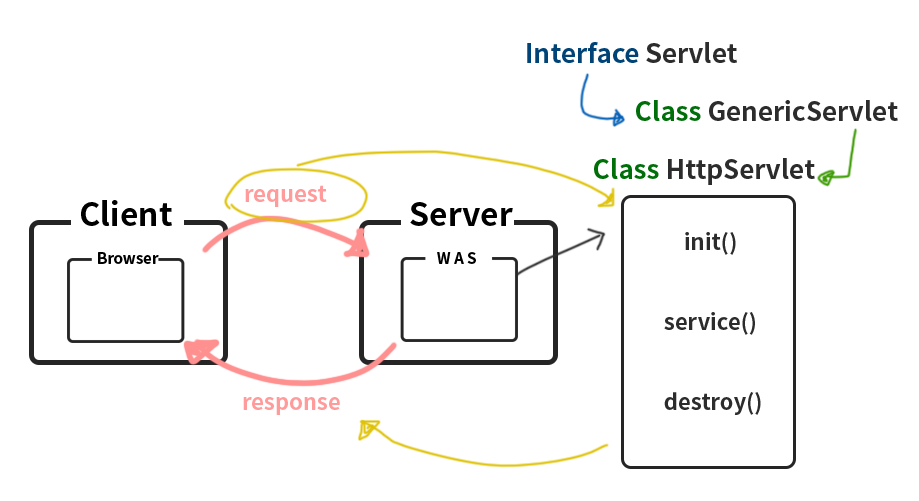 Interface Servlet
Class GenericServlet
Class HttpServlet
request
Client
Server
Browser
WAS
init()
service()
destroy()
response